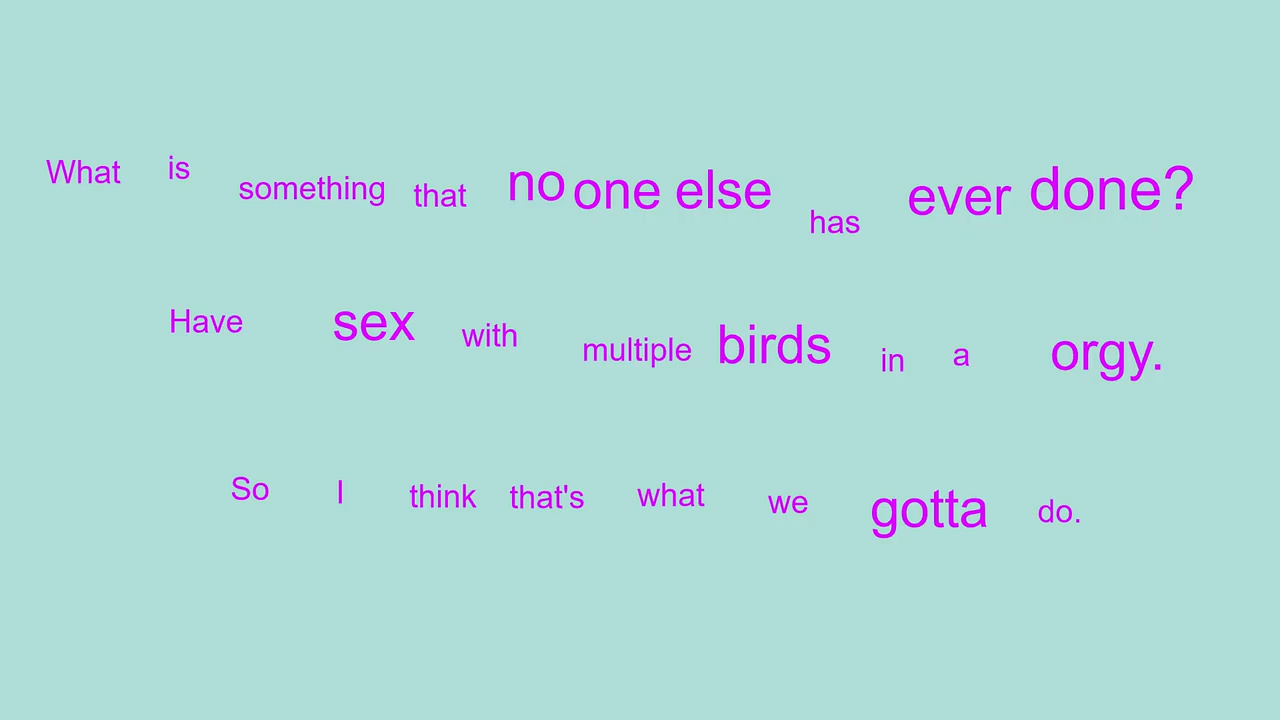 What is something that no one else has ever done?
Have sex with multiple birds in a orgy.
So I think that's what we gotta do.